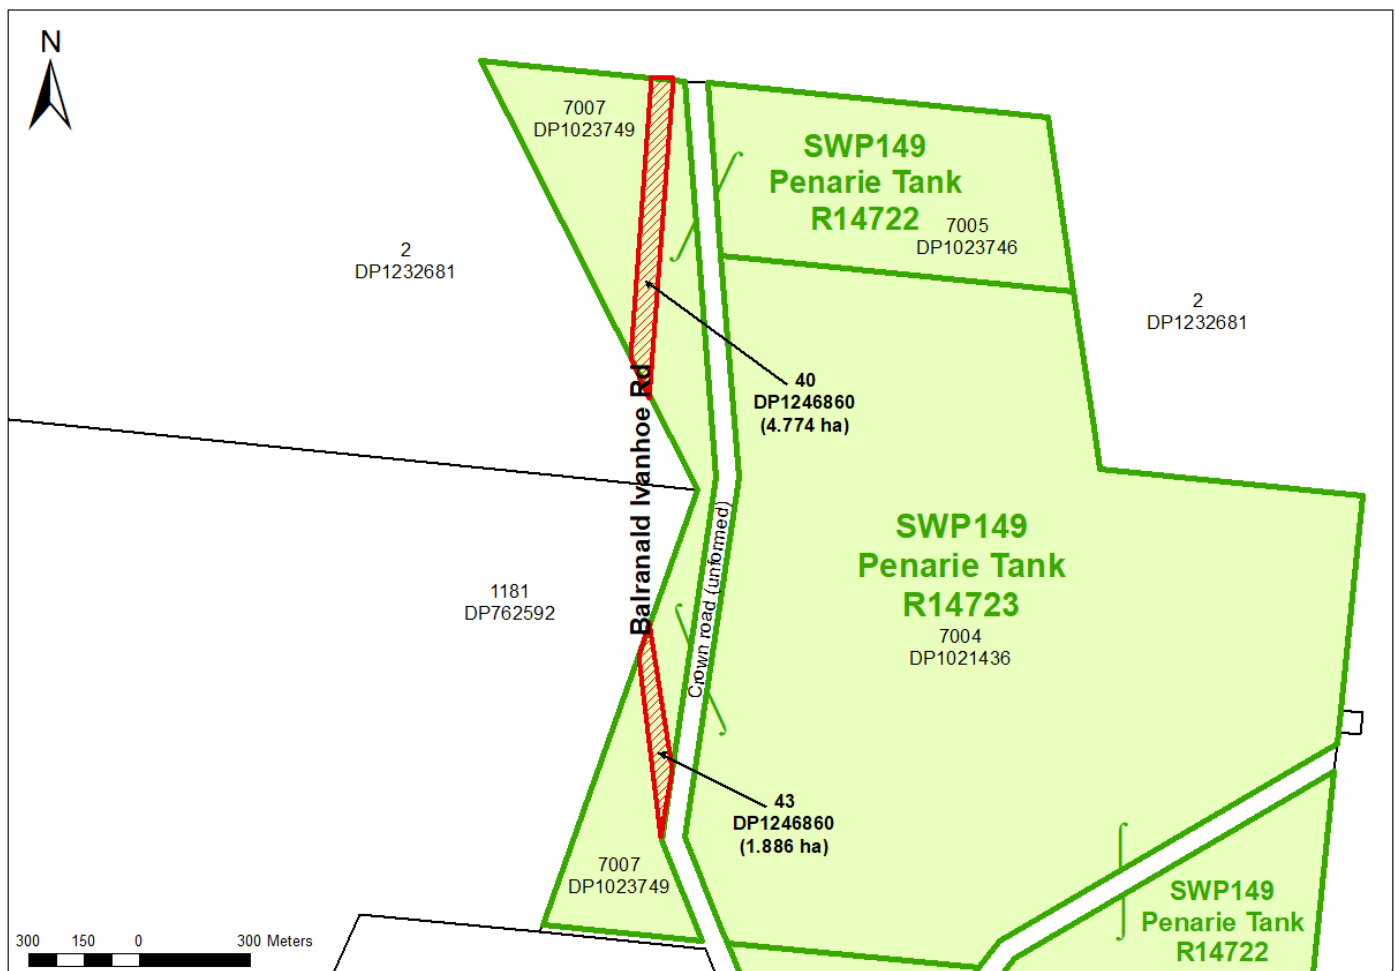 N
7007
DP1023749
SWP149
Penarie Tank
R14722
7005
DP1023746
2
DP1232681
2
DP1232681
40
DP1246860
(4.774 ha)
Balranald Ivanhoe Rd
Crown road (unformed)
SWP149
Penarie Tank
R14723
7004
DP1021436
1181
DP762592
43
DP1246860
(1.886 ha)
7007
DP1023749
SWP149
Penarie Tank
R14722
300 150 0 300 Meters